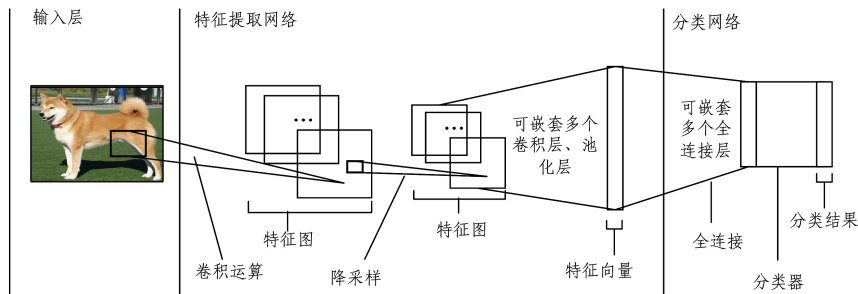 输入层
特征提取网络
分类网络
可嵌套多个
卷积层、池
化层
可嵌套
多个全
连接层
特征图
特征图
卷积运算
降采样
特征向量
全连接
分类结果
分类器